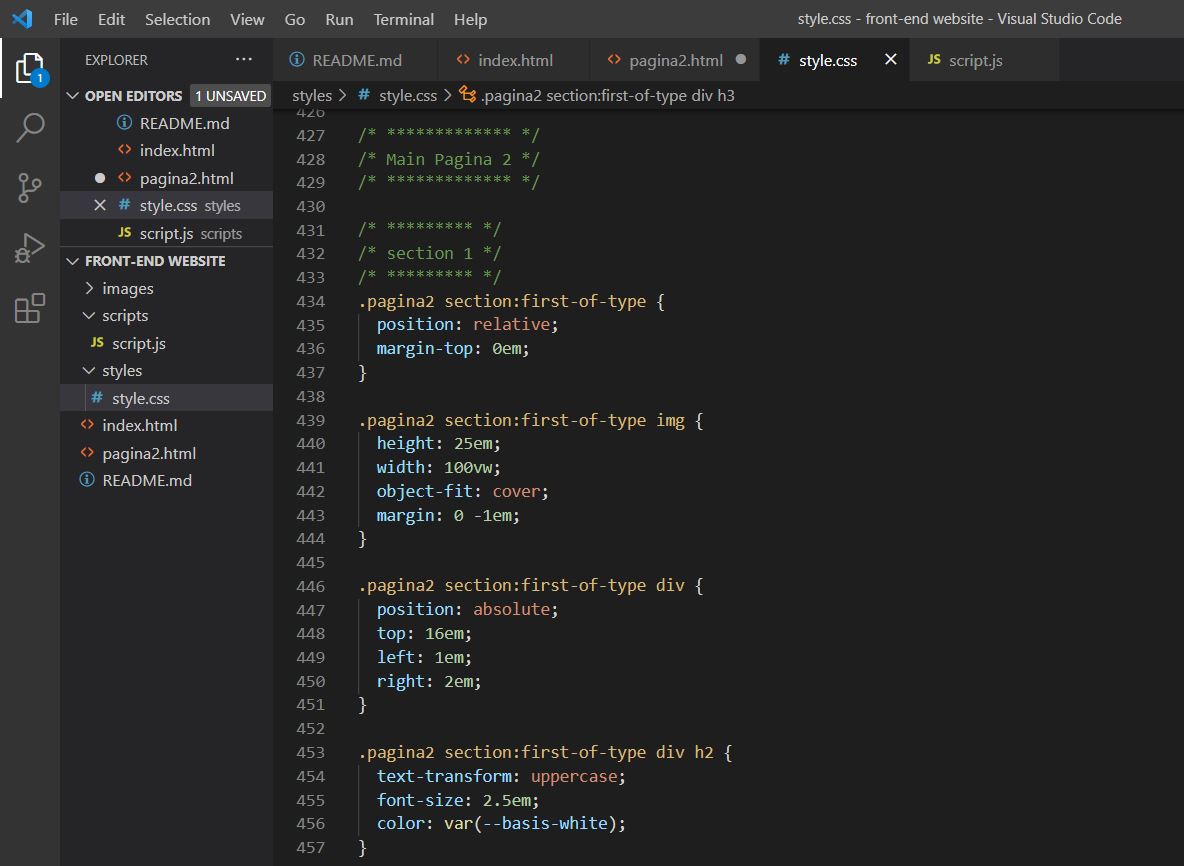 File Edit Selection View Go Run Terminal Help style.css - front-end website - Visual Studio Code
EXPLORER ···
README.md index.html pagina2.html style.css JS script.js
1
OPEN EDITORS 1 UNSAVED
README.md
index.html
pagina2.html
# style.css styles
JS script.js scripts
FRONT-END WEBSITE
images
scripts
JS script.js
styles
# style.css
index.html
pagina2.html
README.md
styles > # style.css > .pagina2 section:first-of-type div h3
426
427 /* ************* */
428 /* Main Pagina 2 */
429 /* ************* */
430
431 /* ********* */
432 /* section 1 */
433 /* ********* */
434 .pagina2 section:first-of-type {
435 position: relative;
436 margin-top: 0em;
437 }
438
439 .pagina2 section:first-of-type img {
440 height: 25em;
441 width: 100vw;
442 object-fit: cover;
443 margin: 0 -1em;
444 }
445
446 .pagina2 section:first-of-type div {
447 position: absolute;
448 top: 16em;
449 left: 1em;
450 right: 2em;
451 }
452
453 .pagina2 section:first-of-type div h2 {
454 text-transform: uppercase;
455 font-size: 2.5em;
456 color: var(--basis-white);
457 }